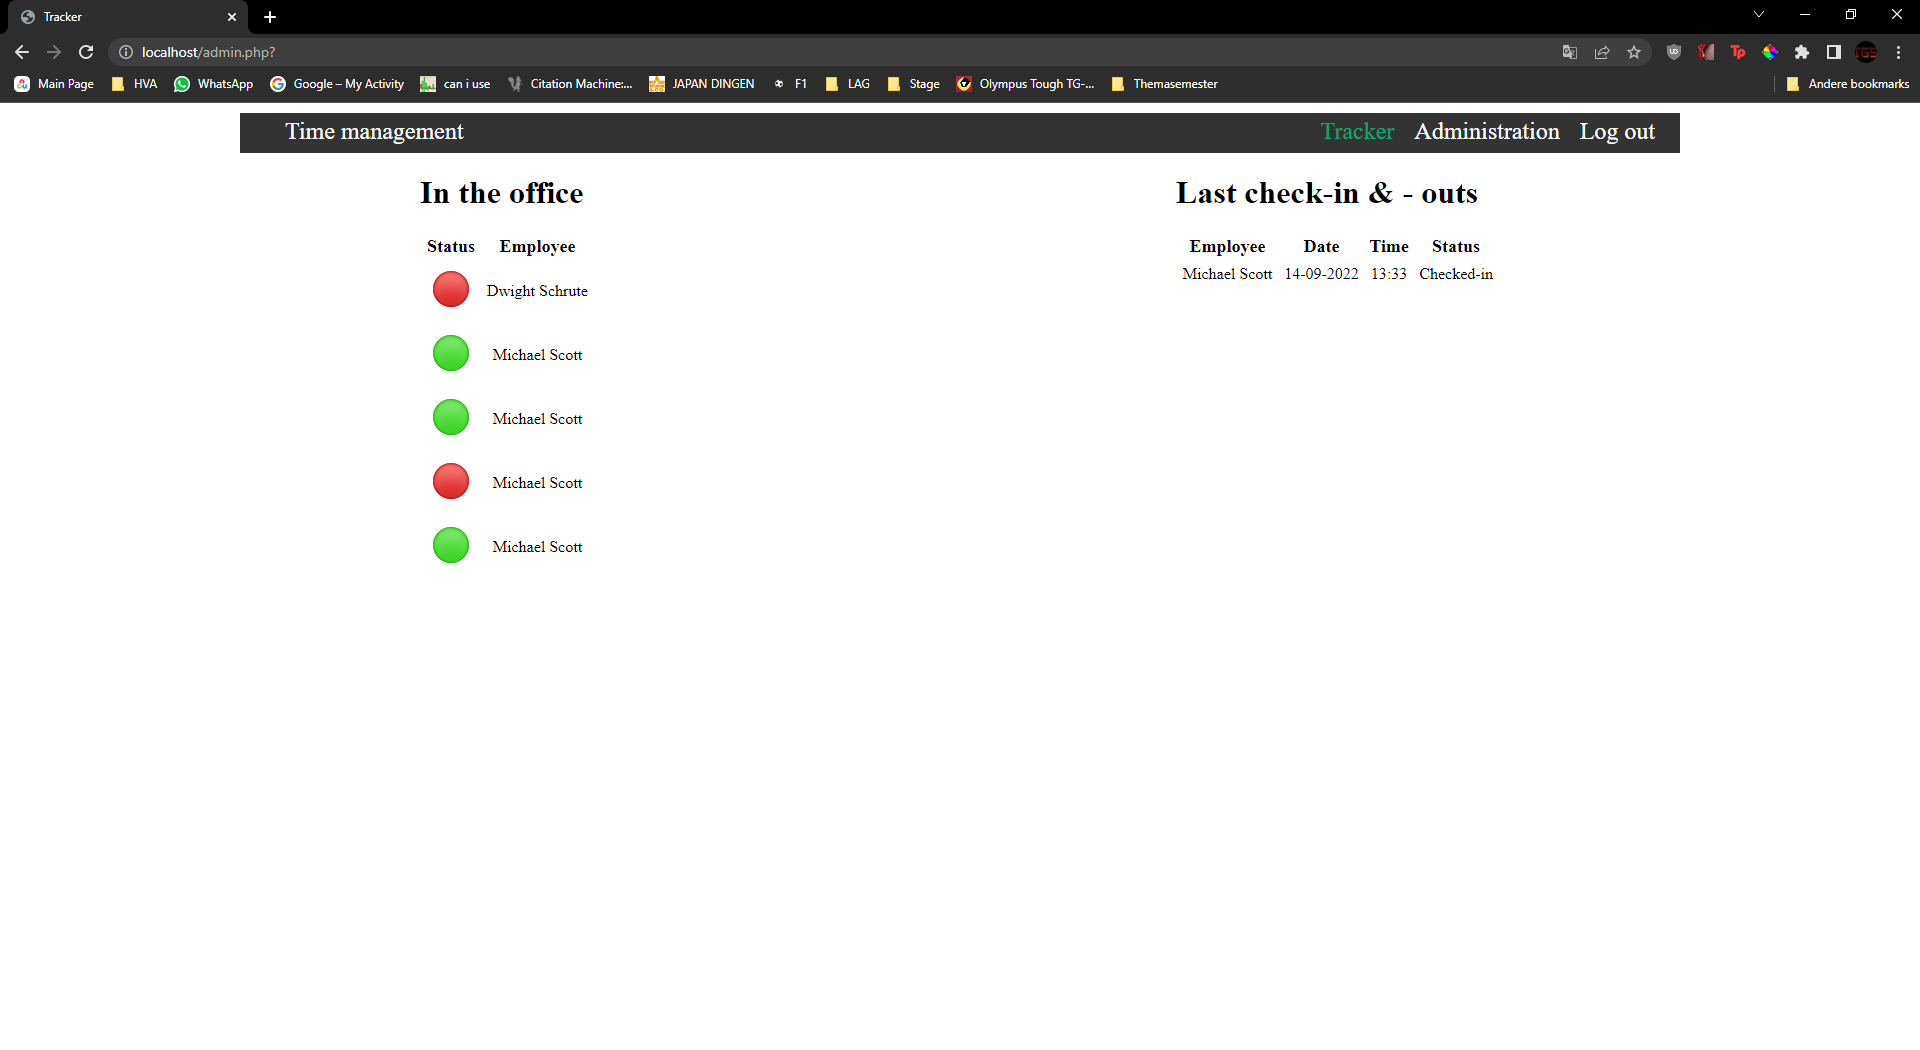 Tracker
localhost/admin.php?
Main Page HVA WhatsApp Google – My Activity can i use Citation Machine:... JAPAN DINGEN F1 LAG Stage Olympus Tough TG-... Themasemester Andere bookmarks
Time management Tracker Administration Log out
In the office
Status Employee
Dwight Schrute
Michael Scott
Michael Scott
Michael Scott
Michael Scott
Last check-in & - outs
Employee Date Time Status
Michael Scott 14-09-2022 13:33 Checked-in